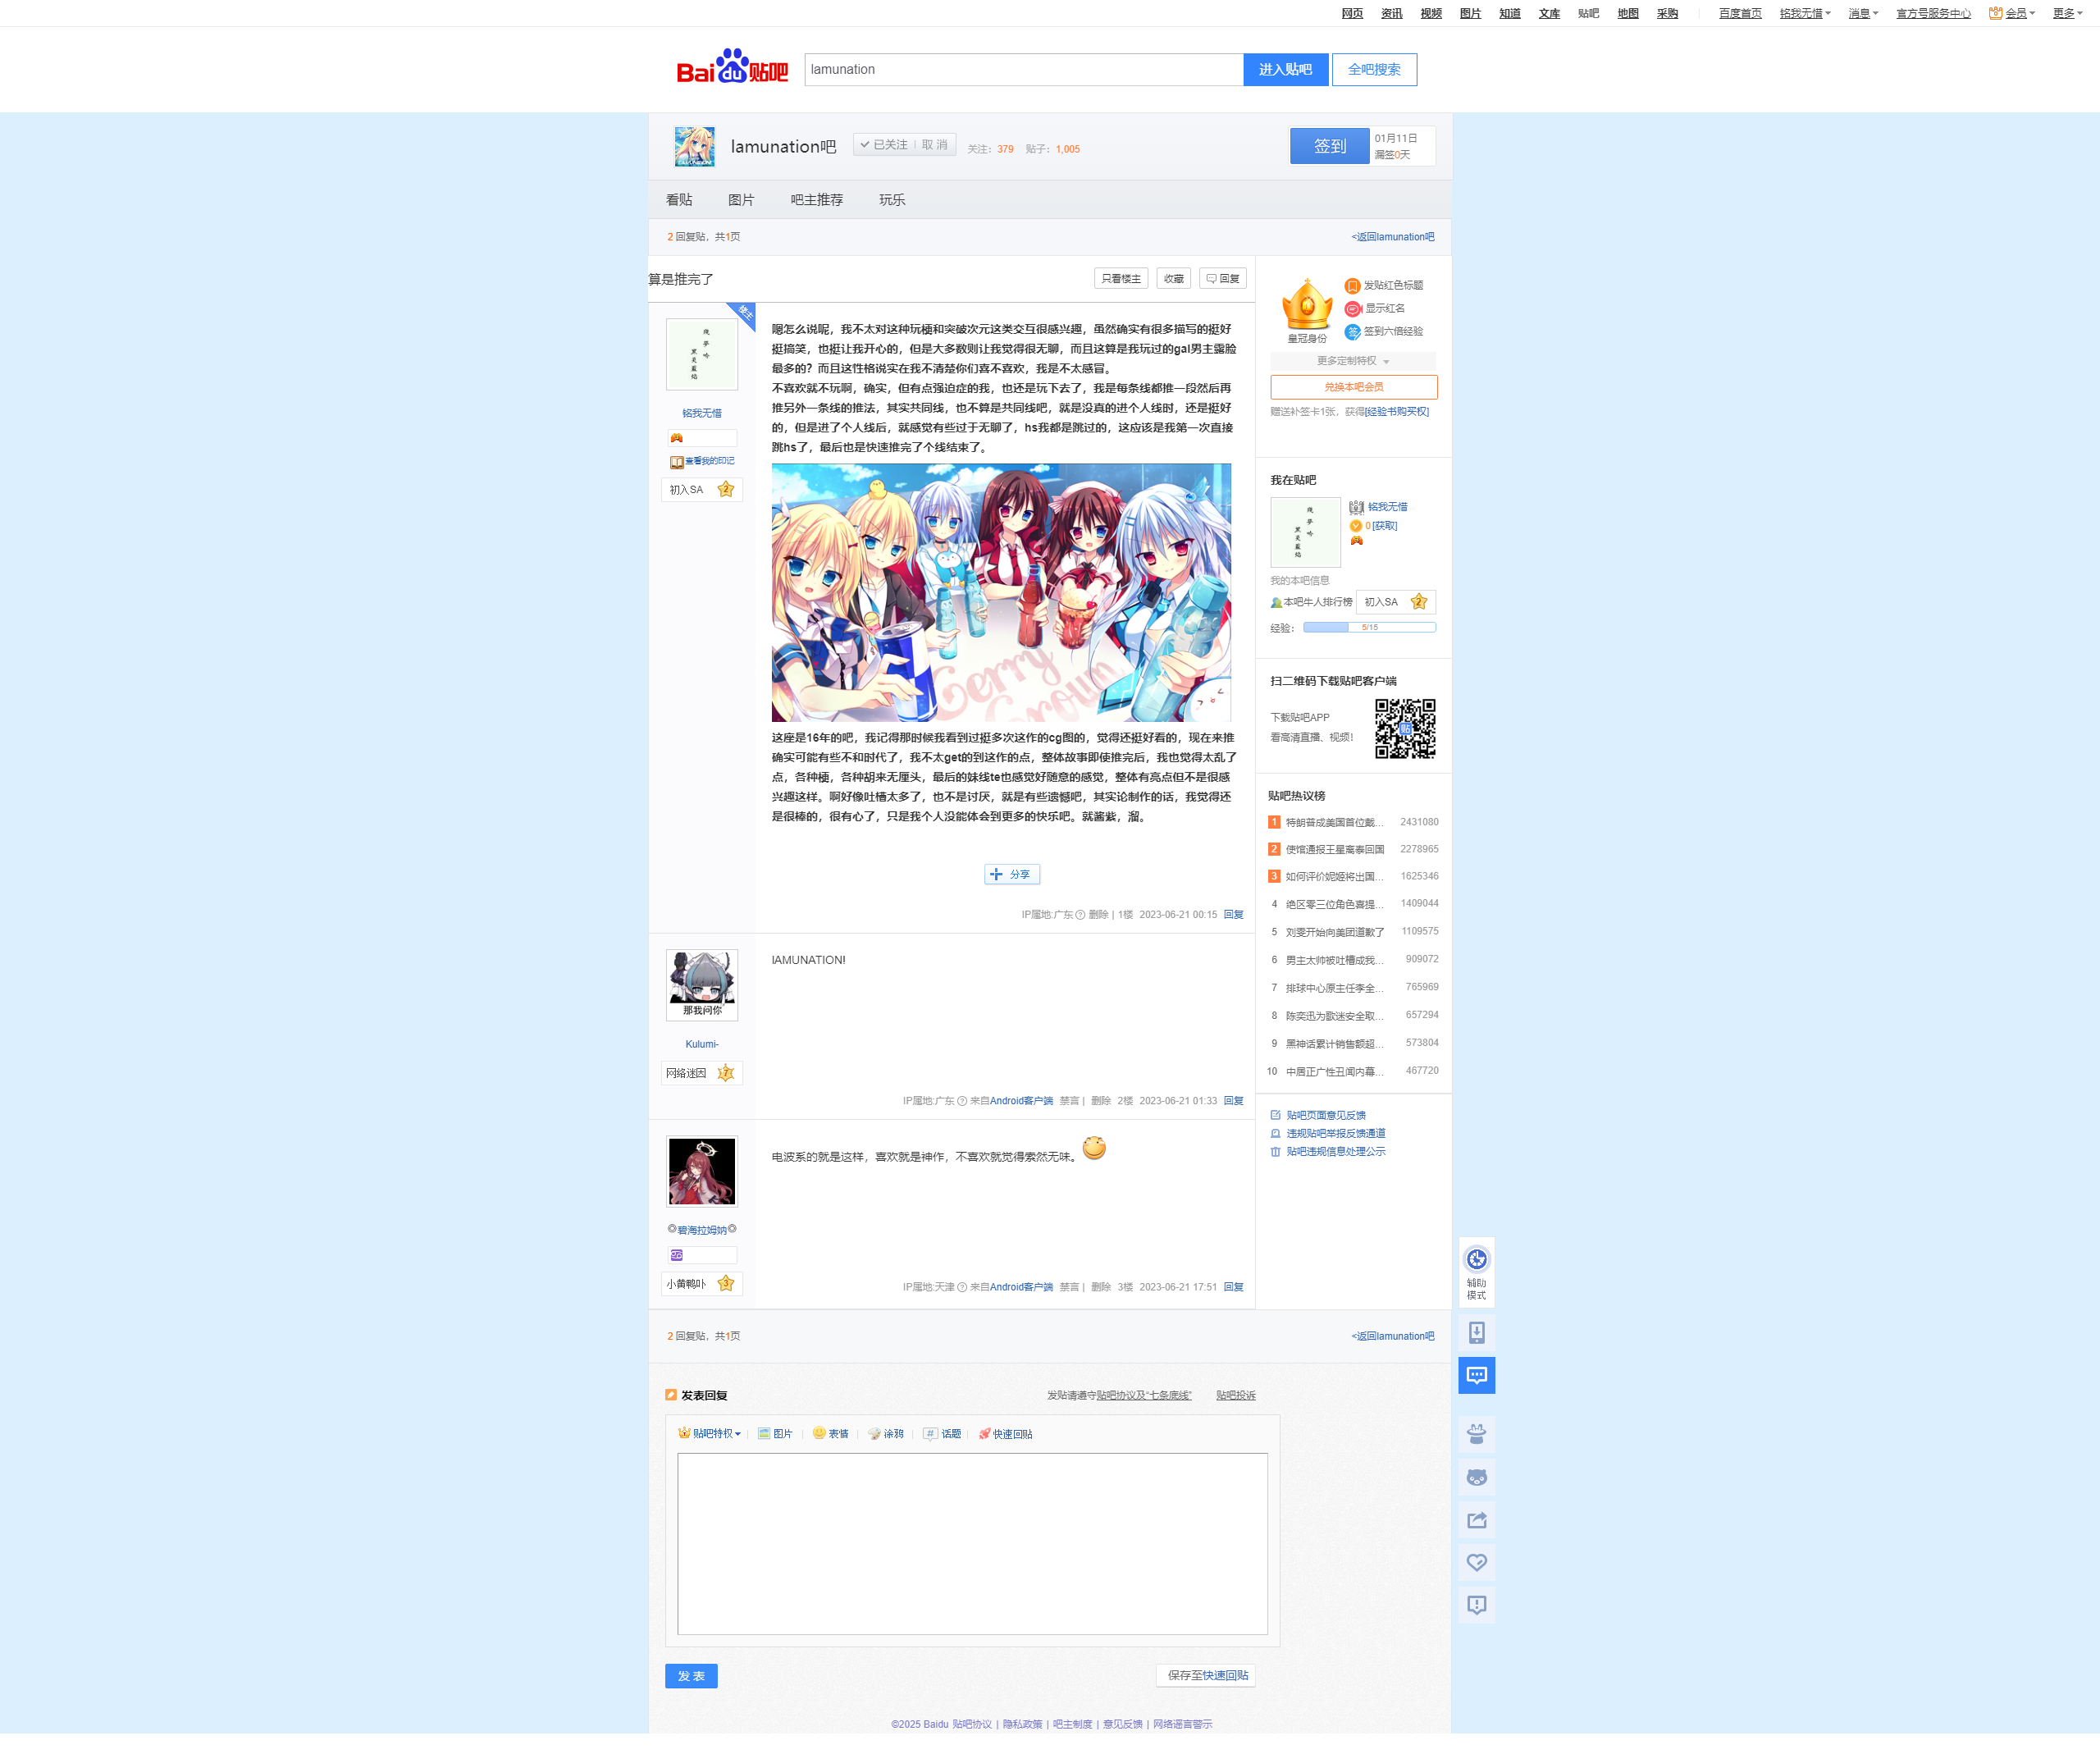 网页 资讯 视频 图片 知道 文库 贴吧 地图 采购 百度首页 铭我无惜 消息 官方号服务中心 会员 更多
Bai du 贴吧 lamunation 进入贴吧 全吧搜索
lamunation吧 已关注 取消 关注：379 贴子：1,005 签到 01月11日
漏签0天
看贴 图片 吧主推荐 玩乐
2 回复贴，共1页 <返回lamunation吧
算是推完了 只看楼主 收藏 回复
楼主
铭我无惜
查看我的印记
初入SA 2
嗯怎么说呢，我不太对这种玩梗和突破次元这类交互很感兴趣，虽然确实有很多描写的挺好
挺搞笑，也挺让我开心的，但是大多数则让我觉得很无聊，而且这算是我玩过的gal男主露脸
最多的？而且这性格说实在我不清楚你们喜不喜欢，我是不太感冒。
不喜欢就不玩啊，确实，但有点强迫症的我，也还是玩下去了，我是每条线都推一段然后再
推另外一条线的推法，其实共同线，也不算是共同线吧，就是没真的进个人线时，还是挺好
的，但是进了个人线后，就感觉有些过于无聊了，hs我都是跳过的，这应该是我第一次直接
跳hs了，最后也是快速推完了个线结束了。
这座是16年的吧，我记得那时候我看到过挺多次这作的cg图的，觉得还挺好看的，现在来推
确实可能有些不和时代了，我不太get的到这作的点，整体故事即使推完后，我也觉得太乱了
点，各种梗，各种胡来无厘头，最后的妹线te也感觉好随意的感觉，整体有亮点但不是很感
兴趣这样。啊好像吐槽太多了，也不是讨厌，就是有些遗憾吧，其实论制作的话，我觉得还
是很棒的，很有心了，只是我个人没能体会到更多的快乐吧。就酱紫，溜。
分享
IP属地:广东 删除 | 1楼 2023-06-21 00:15 回复
那我问你
Kulumi-
网络迷因 7
lAMUNATION!
IP属地:广东 来自Android客户端 禁言 | 删除 2楼 2023-06-21 01:33 回复
◎碧海拉姆妠◎
小黄鸭卟 3
电波系的就是这样，喜欢就是神作，不喜欢就觉得索然无味。
IP属地:天津 来自Android客户端 禁言 | 删除 3楼 2023-06-21 17:51 回复
皇冠身份
发贴红色标题
显示红名
签到六倍经验
更多定制特权
兑换本吧会员
赠送补签卡1张，获得[经验书购买权]
我在贴吧
铭我无惜
0[获取]
我的本吧信息
本吧牛人排行榜 初入SA 2
经验： 5/15
扫二维码下载贴吧客户端
下载贴吧APP
看高清直播、视频！
贴
贴吧热议榜
1 特朗普成美国首位戴... 2431080
2 使馆通报王星离泰回国 2278965
3 如何评价妮姬将出国... 1625346
4 绝区零三位角色喜提... 1409044
5 刘雯开始向美团道歉了 1109575
6 男主太帅被吐槽成我... 909072
7 排球中心原主任李全... 765969
8 陈奕迅为歌迷安全取... 657294
9 黑神话累计销售额超... 573804
10 中居正广性丑闻内幕... 467720
贴吧页面意见反馈
违规贴吧举报反馈通道
贴吧违规信息处理公示
辅助
模式
2 回复贴，共1页 <返回lamunation吧
发表回复 发贴请遵守贴吧协议及“七条底线” 贴吧投诉
贴吧特权 图片 表情 涂鸦 话题 快速回贴
发 表 保存至快速回贴
©2025 Baidu 贴吧协议 | 隐私政策 | 吧主制度 | 意见反馈 | 网络谣言警示